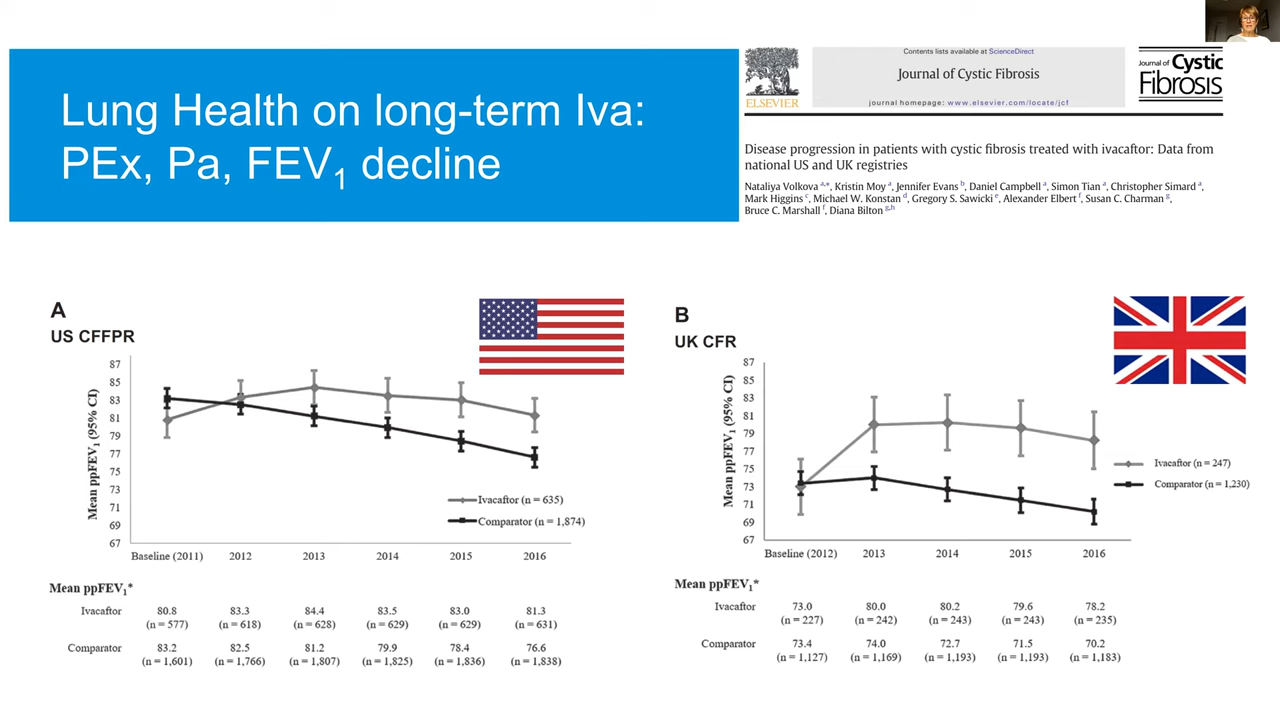 Lung Health on long-term Iva:
PEx, Pa, FEV1 decline
ELSEVIER
Contents lists available at ScienceDirect
Journal of Cystic Fibrosis
journal homepage: www.elsevier.com/locate/jcf
Journal of Cystic
Fibrosis
Disease progression in patients with cystic fibrosis treated with ivacaftor: Data from
national US and UK registries
Nataliya Volkova a,*, Kristin Moy a, Jennifer Evans b, Daniel Campbell a, Simon Tian a, Christopher Simard a,
Mark Higgins c, Michael W. Konstan d, Gregory S. Sawicki e, Alexander Elbert f, Susan C. Charman g,
Bruce C. Marshall f, Diana Bilton g,h
A
US CFFPR
Mean ppFEV1 (95% CI)
87
85
83
81
79
77
75
73
71
69
67
Ivacaftor (n = 635)
Comparator (n = 1,874)
Baseline (2011) 2012 2013 2014 2015 2016
Mean ppFEV1*
Ivacaftor 80.8 83.3 84.4 83.5 83.0 81.3
(n = 577) (n = 618) (n = 628) (n = 629) (n = 629) (n = 631)
Comparator 83.2 82.5 81.2 79.9 78.4 76.6
(n = 1,601) (n = 1,766) (n = 1,807) (n = 1,825) (n = 1,836) (n = 1,838)
B
UK CFR
Mean ppFEV1 (95% CI)
87
85
83
81
79
77
75
73
71
69
67
Ivacaftor (n = 247)
Comparator (n = 1,230)
Baseline (2012) 2013 2014 2015 2016
Mean ppFEV1*
Ivacaftor 73.0 80.0 80.2 79.6 78.2
(n = 227) (n = 242) (n = 243) (n = 243) (n = 235)
Comparator 73.4 74.0 72.7 71.5 70.2
(n = 1,127) (n = 1,169) (n = 1,193) (n = 1,193) (n = 1,183)